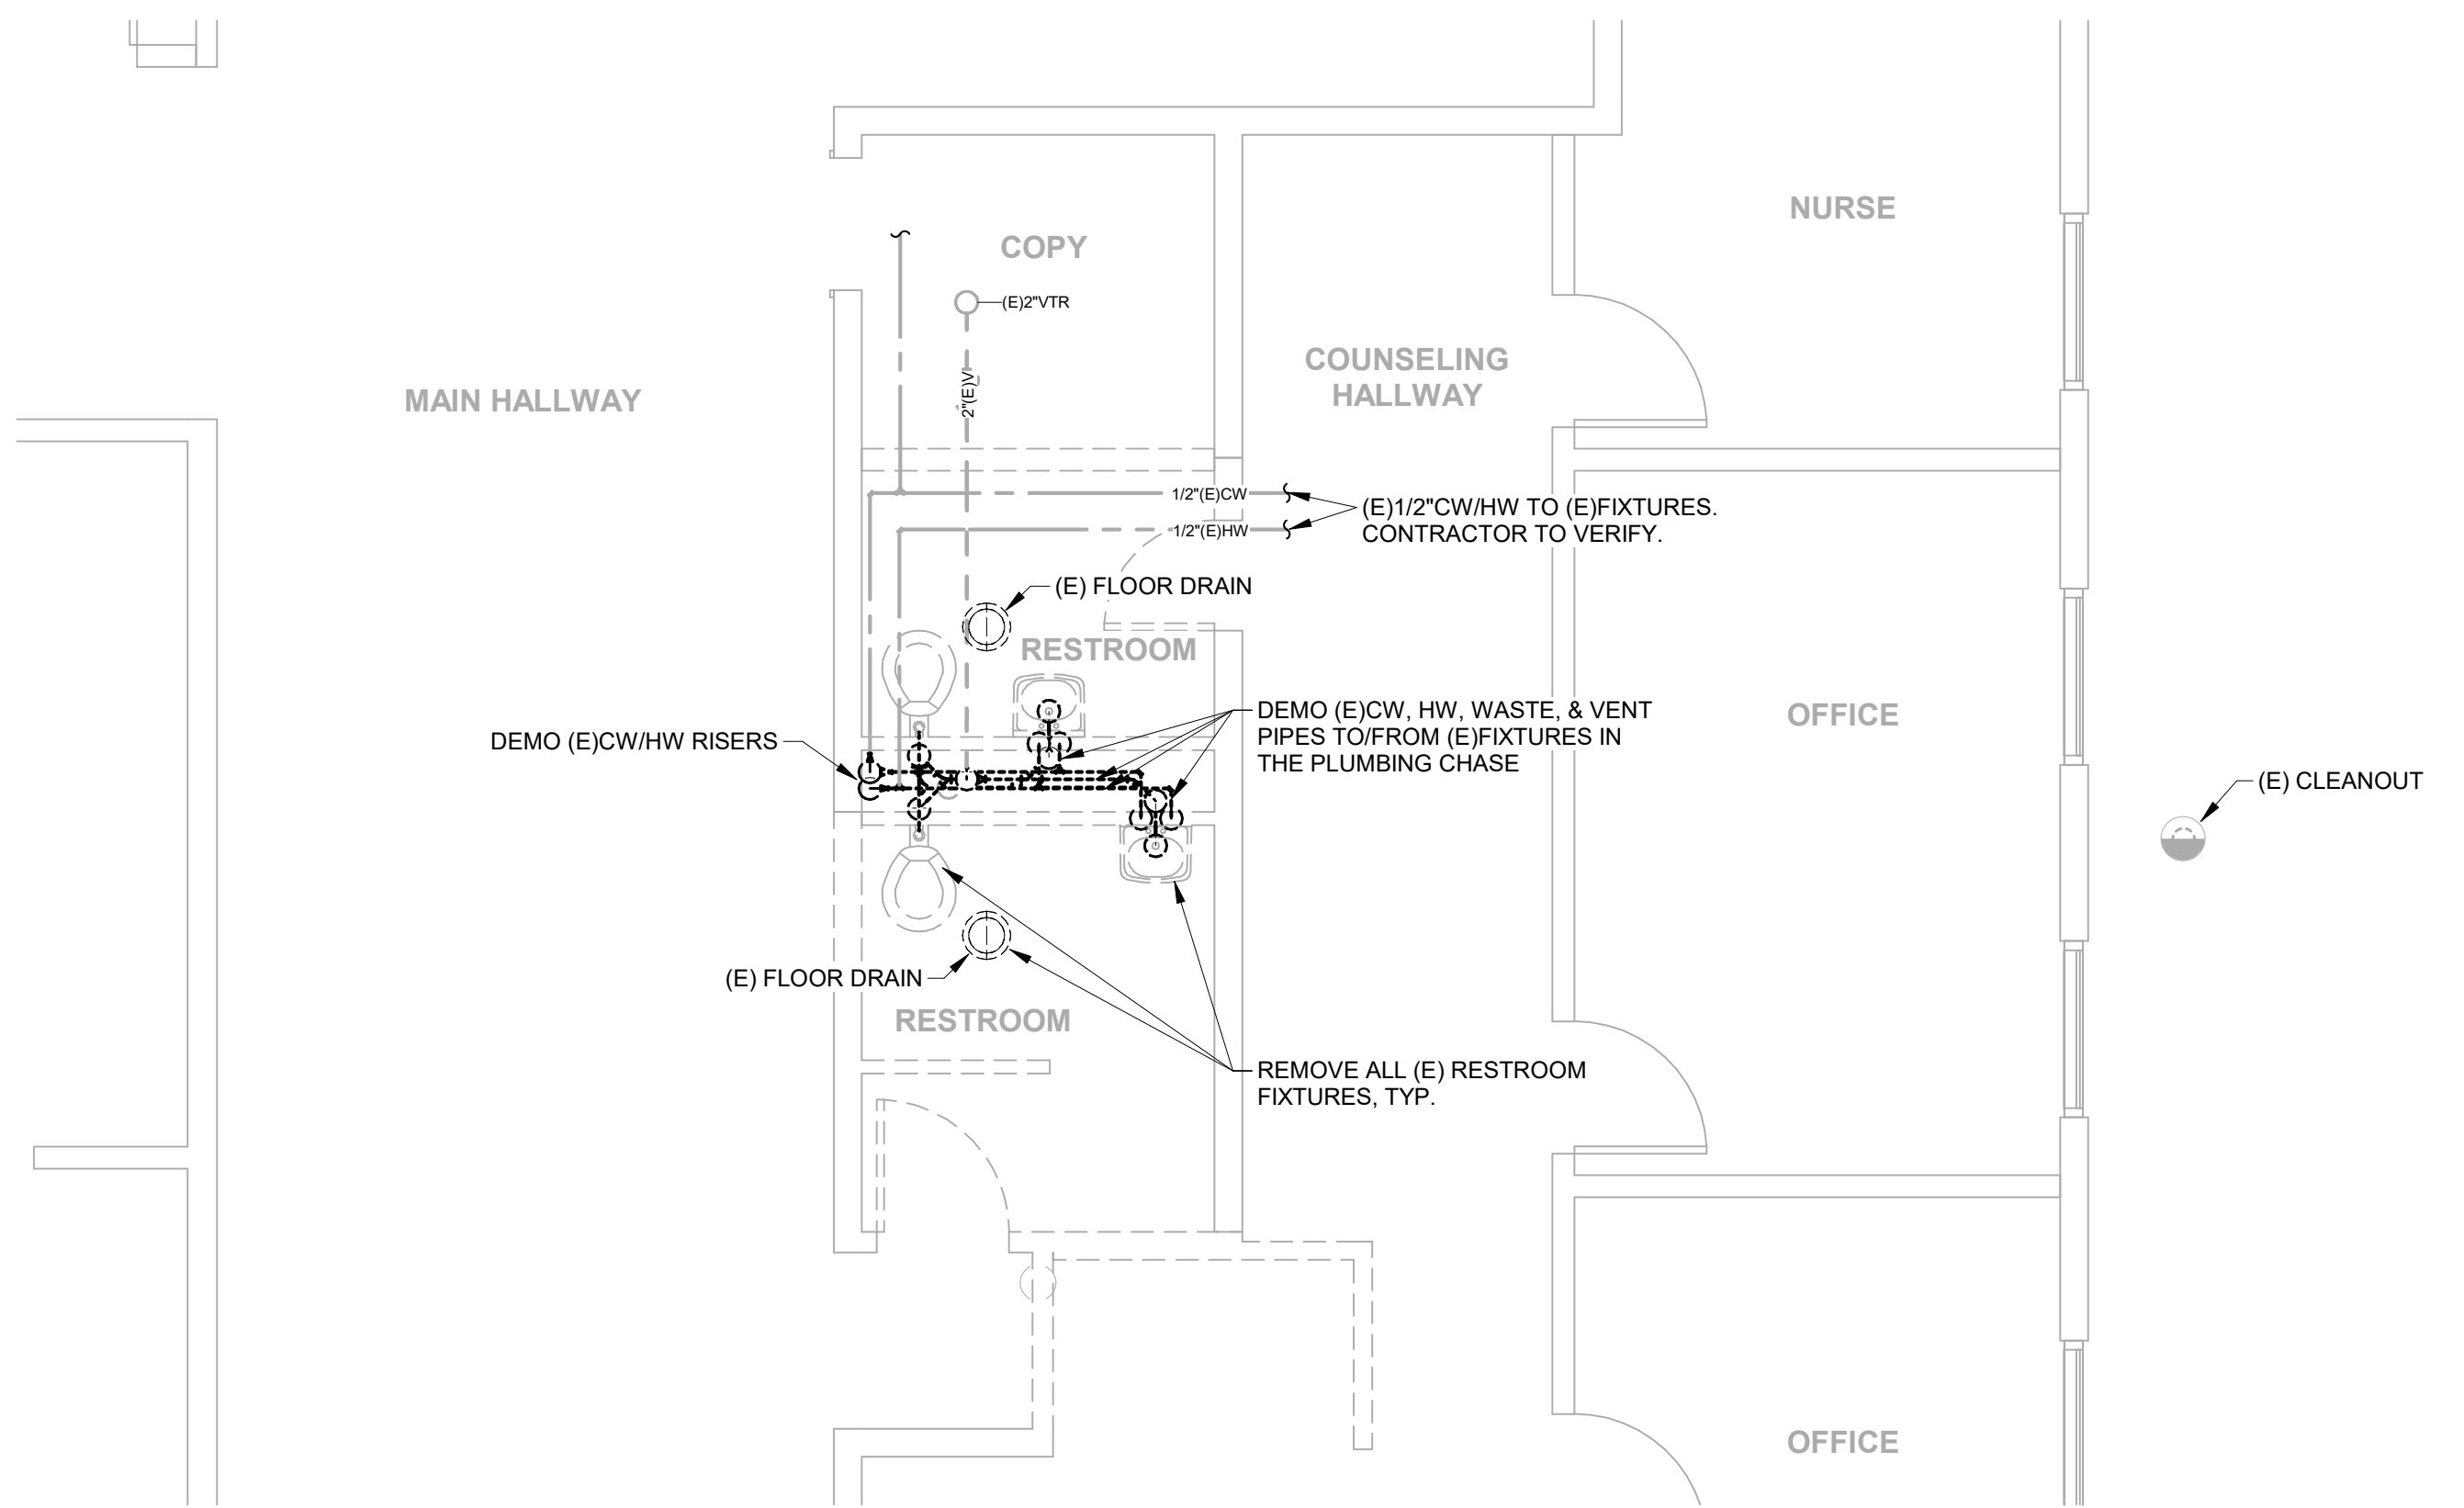 NURSE
COPY
(E)2"VTR
COUNSELING
HALLWAY
MAIN HALLWAY
2"(E)V
1/2"(E)CW
(E)1/2"CW/HW TO (E)FIXTURES.
CONTRACTOR TO VERIFY.
1/2"(E)HW
(E) FLOOR DRAIN
RESTROOM
DEMO (E)CW, HW, WASTE, & VENT
PIPES TO/FROM (E)FIXTURES IN
THE PLUMBING CHASE
OFFICE
DEMO (E)CW/HW RISERS
(E) CLEANOUT
(E) FLOOR DRAIN
RESTROOM
REMOVE ALL (E) RESTROOM
FIXTURES, TYP.
OFFICE